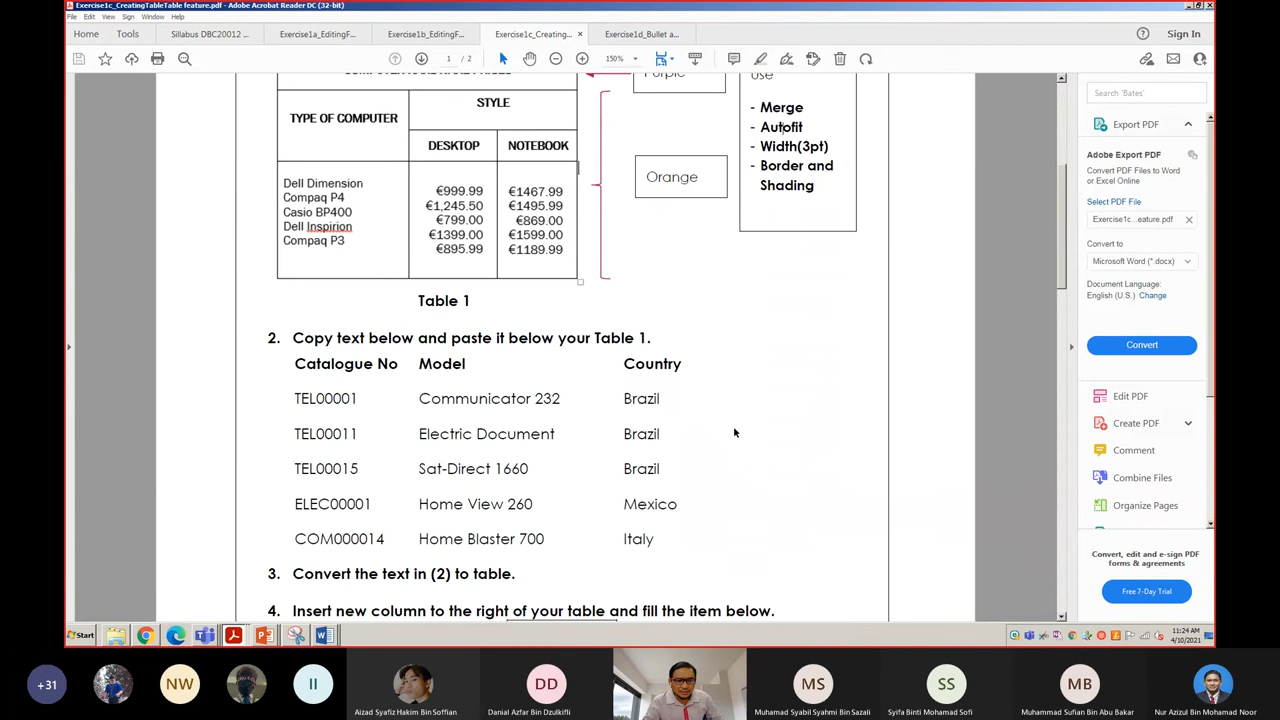 Exercise1c_CreatingTableTable feature.pdf - Adobe Acrobat Reader DC (32-bit)
File Edit View Sign Window Help
Home Tools Sillabus DBC20012 ... Exercise1a_EditingF... Exercise1b_EditingF... Exercise1c_Creating... × Exercise1d_Bullet a... Sign In
1 / 2 150%
Purple
Use
STYLE
TYPE OF COMPUTER
DESKTOP NOTEBOOK
Dell Dimension €999.99 €1467.99
Compaq P4 €1,245.50 €1495.99
Casio BP400 €799.00 €869.00
Dell Inspirion €1399.00 €1599.00
Compaq P3 €895.99 €1189.99
Orange
- Merge
- Autofit
- Width(3pt)
- Border and
Shading
Table 1
2. Copy text below and paste it below your Table 1.
Catalogue No Model Country
TEL00001 Communicator 232 Brazil
TEL00011 Electric Document Brazil
TEL00015 Sat-Direct 1660 Brazil
ELEC00001 Home View 260 Mexico
COM000014 Home Blaster 700 Italy
3. Convert the text in (2) to table.
4. Insert new column to the right of your table and fill the item below.
Search 'Bates'
Export PDF
Adobe Export PDF
Convert PDF Files to Word
or Excel Online
Select PDF File
Exercise1c...eature.pdf ×
Convert to
Microsoft Word (*.docx)
Document Language:
English (U.S.) Change
Convert
Edit PDF
Create PDF
Comment
Combine Files
Organize Pages
Convert, edit and e-sign PDF
forms & agreements
Free 7-Day Trial
Start
11:24 AM
4/10/2021
+31 NW II DD MS SS MB
Aizad Syafiz Hakim Bin Soffian Danial Azfar Bin Dzulkifli Muhamad Syabil Syahmi Bin Sazali Syifa Binti Mohamad Sofi Muhammad Sufian Bin Abu Bakar Nur Azizul Bin Mohamad Noor